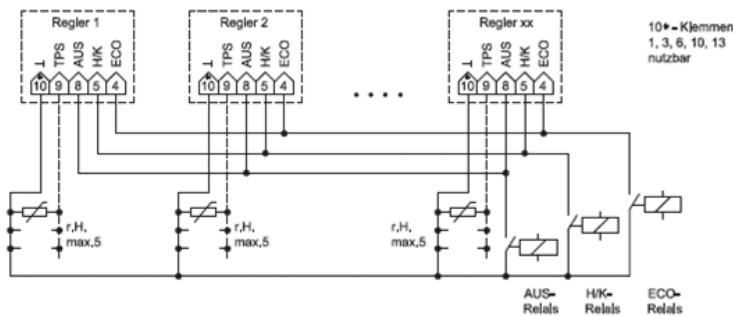 Regler 1
Regler 2
Regler xx
10*= Klemmen
1, 3, 6, 10, 13
nutzbar
⊥ TPS AUS H/K ECO
⊥ TPS AUS H/K ECO
⊥ TPS AUS H/K ECO
10 9 8 5 4
10 9 8 5 4
10 9 8 5 4
r,H,
max,5
r,H,
max,5
r,H,
max,5
AUS-
Relais
H/K-
Relais
ECO-
Relais